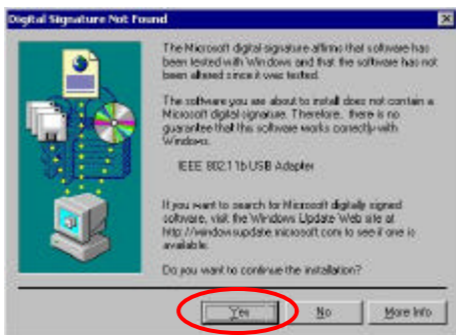 Digital Signature Not Found
The Microsoft digital signature affirms that software has
been tested with Windows and that the software has not
been altered since it was tested.
The software you are about to install does not contain a
Microsoft digital signature. Therefore, there is no
guarantee that this software works correctly with
Windows.
IEEE 802.11b USB Adapter
If you want to search for Microsoft digitally signed
software, visit the Windows Update Web site at
http://windowsupdate.microsoft.com to see if one is
available.
Do you want to continue the installation?
Yes No More Info